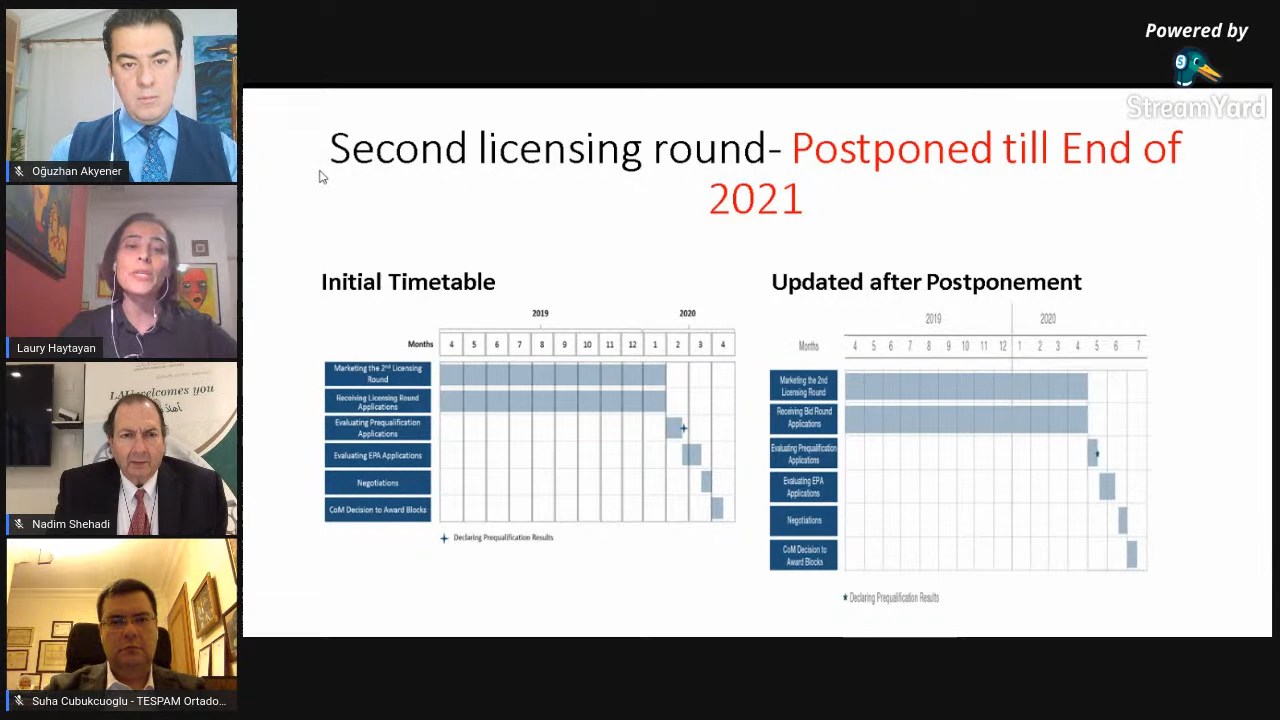 Powered by
S
StreamYard
Oğuzhan Akyener
Laury Haytayan
LAU welcomes you
Nadim Shehadi
Suha Cubukcuoglu - TESPAM Ortado...
Second licensing round- Postponed till End of
2021
Initial Timetable
2019 2020
Months 4 5 6 7 8 9 10 11 12 1 2 3 4
Marketing the 2nd Licensing
Round
Receiving Licensing Round
Applications
Evaluating Prequalification
Applications
Evaluating EPA Applications
Negotiations
CoM Decision to Award Blocks
Declaring Prequalification Results
Updated after Postponement
2019 2020
Months 4 5 6 7 8 9 10 11 12 1 2 3 4 5 6 7
Marketing the 2nd
Licensing Round
Receiving Bid Round
Applications
Evaluating Prequalification
Applications
Evaluating EPA
Applications
Negotiations
CoM Decision to
Award Blocks
Declaring Prequalification Results